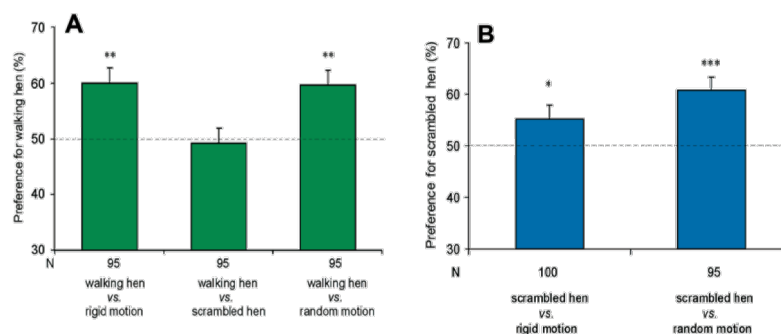 A
Preference for walking hen (%)
70
60
50
40
30
**
**
N
95
95
95
walking hen
vs.
rigid motion
walking hen
vs.
scrambled hen
walking hen
vs.
random motion
B
Preference for scrambled hen (%)
70
60
50
40
30
*
***
N
100
95
scrambled hen
vs.
rigid motion
scrambled hen
vs.
random motion